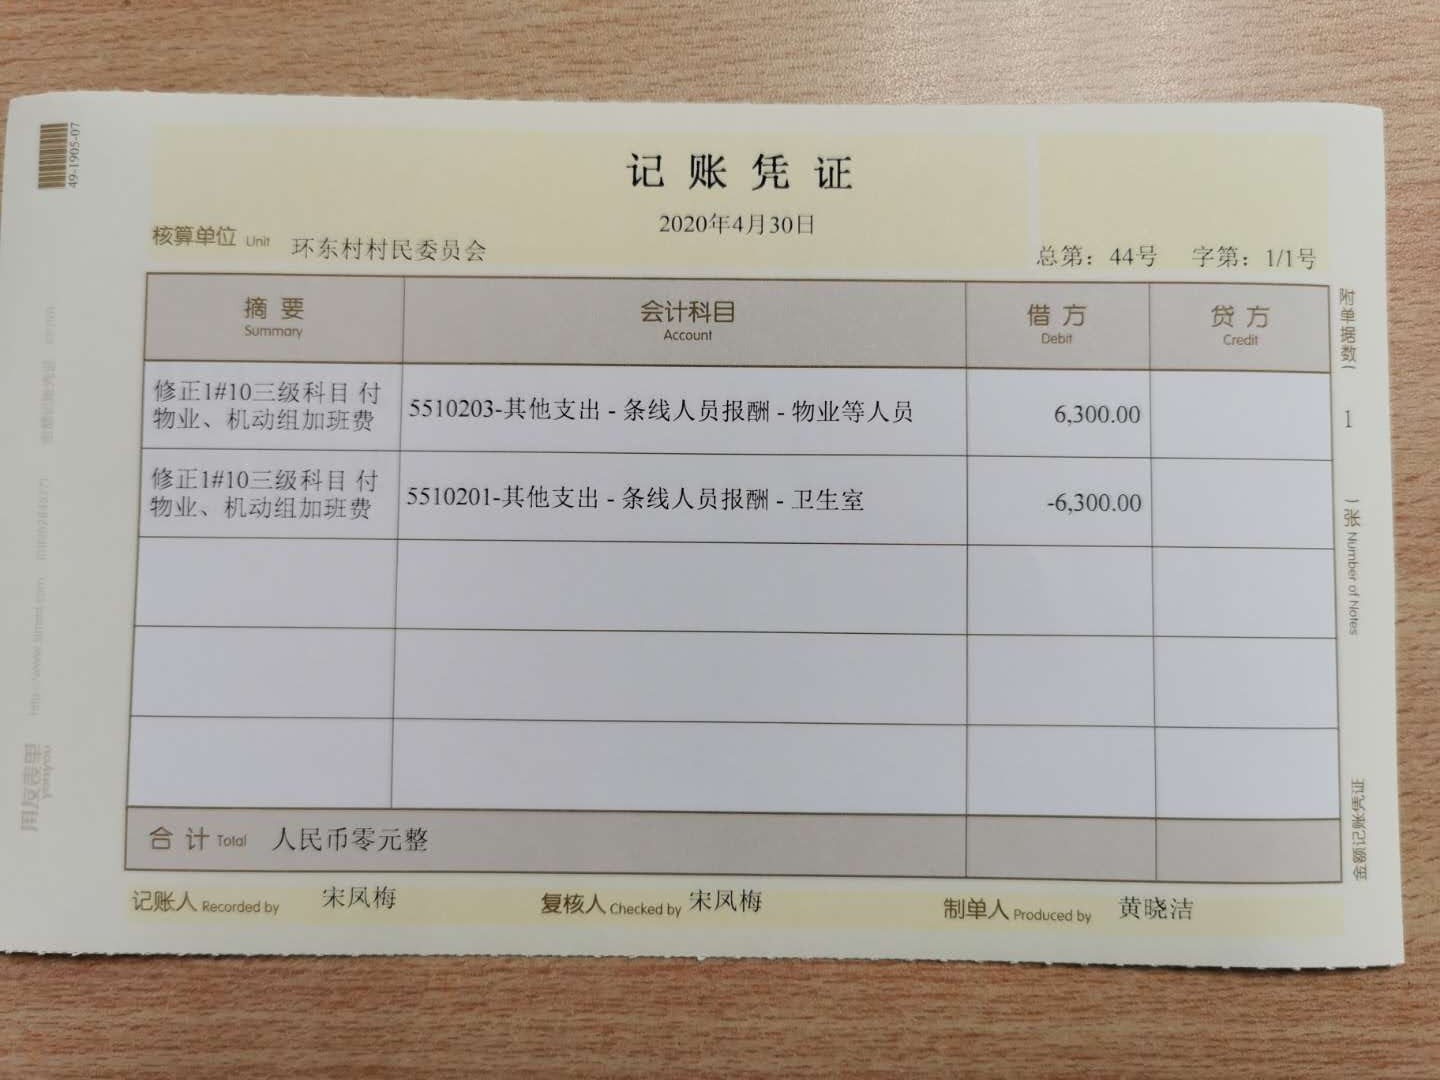 49-1905-07
记账凭证
2020年4月30日
核算单位 Unit 环东村村民委员会
总第：44号 字第：1/1号
摘要 会计科目 借方 贷方
Summary Account Debit Credit
修正1#10三级科目 付
物业、机动组加班费
5510203-其他支出 - 条线人员报酬 - 物业等人员 6,300.00
修正1#10三级科目 付
物业、机动组加班费
5510201-其他支出 - 条线人员报酬 - 卫生室 -6,300.00
合计 Total 人民币零元整
记账人 Recorded by 宋凤梅 复核人 Checked by 宋凤梅 制单人 Produced by 黄晓洁
附单据数( 1 )张 Number of Notes
金额记账凭证
用友表单
yonyou